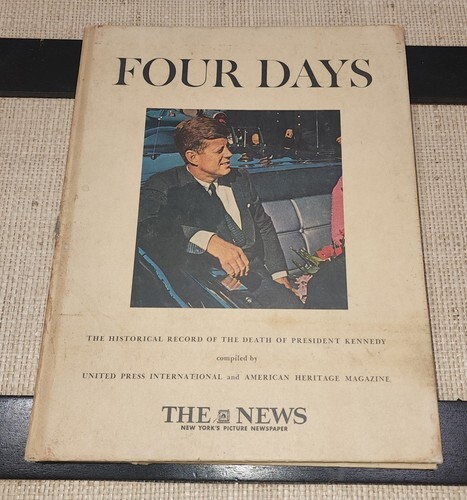 FOUR DAYS
THE HISTORICAL RECORD OF THE DEATH OF PRESIDENT KENNEDY
compiled by
UNITED PRESS INTERNATIONAL and AMERICAN HERITAGE MAGAZINE
THE NEWS
NEW YORK'S PICTURE NEWSPAPER